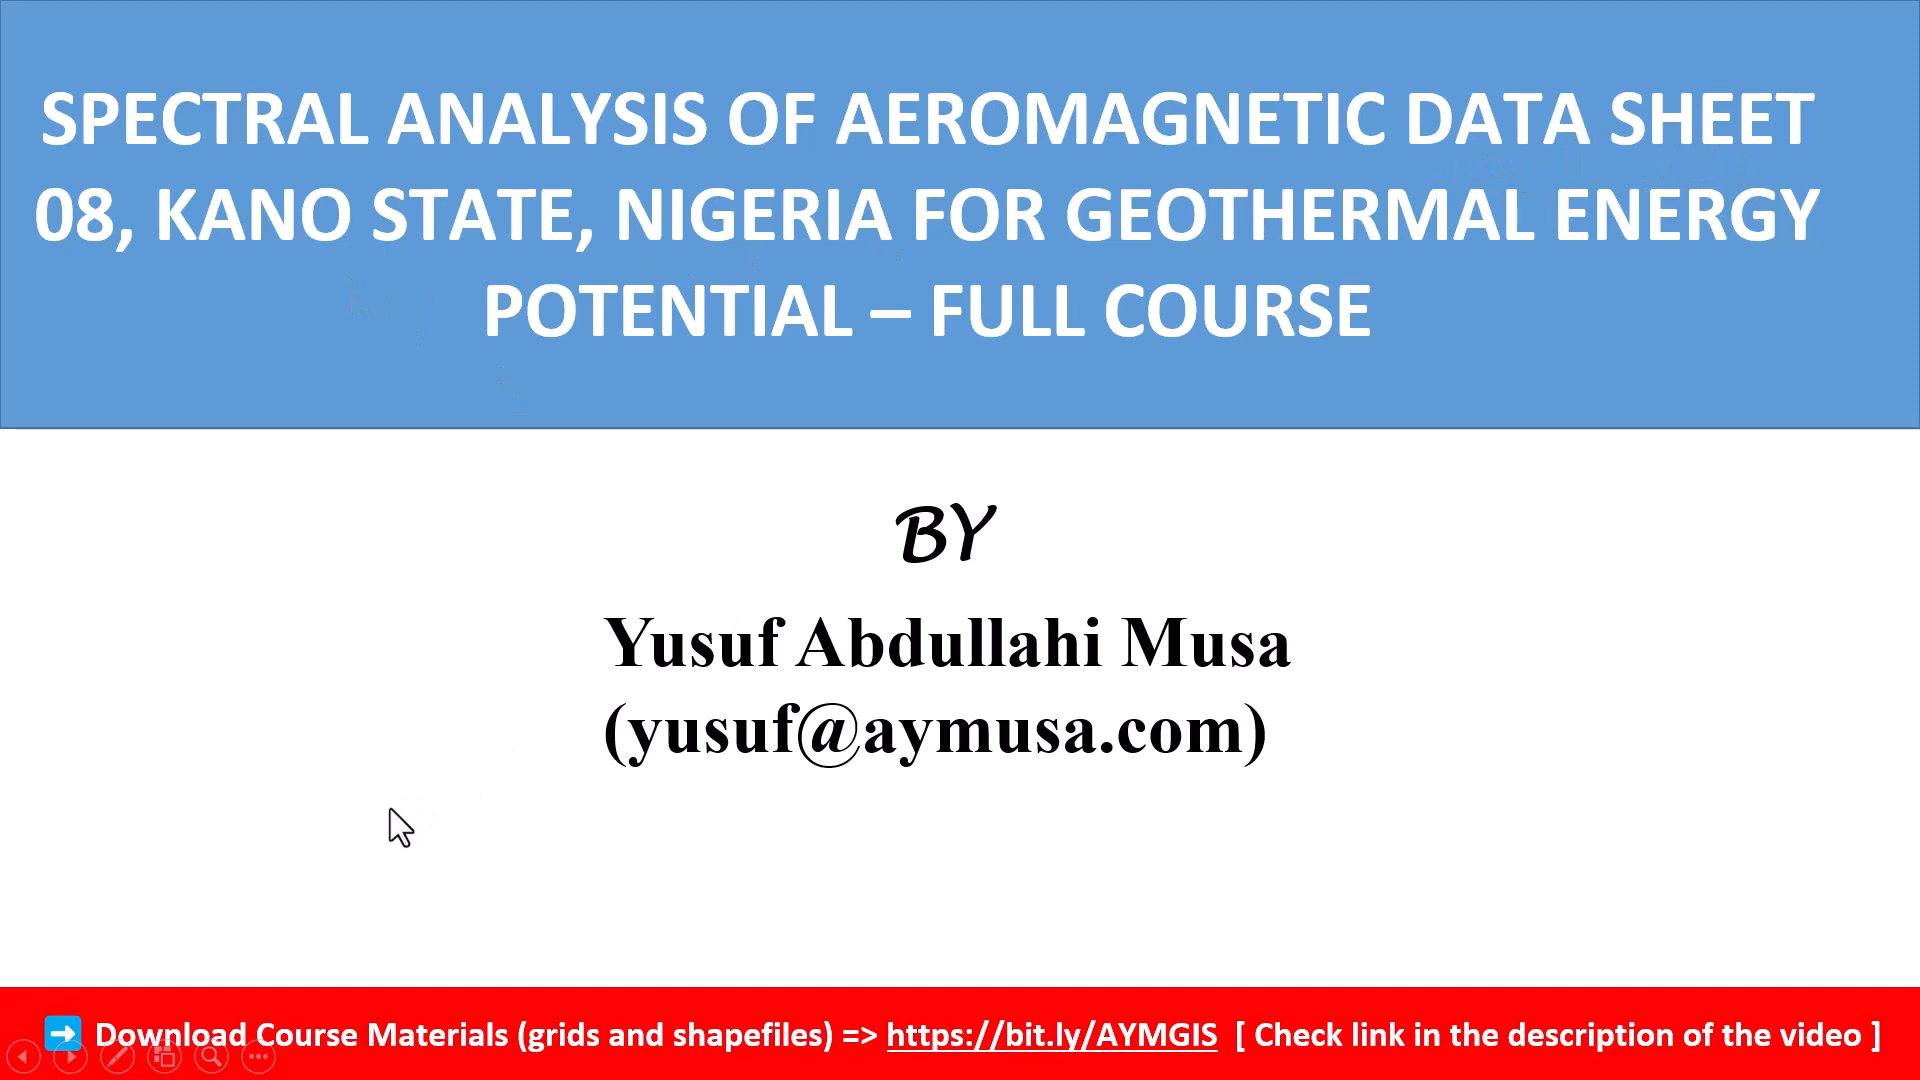 SPECTRAL ANALYSIS OF AEROMAGNETIC DATA SHEET
08, KANO STATE, NIGERIA FOR GEOTHERMAL ENERGY
POTENTIAL – FULL COURSE
BY
Yusuf Abdullahi Musa
(yusuf@aymusa.com)
➡ Download Course Materials (grids and shapefiles) => https://bit.ly/AYMGIS [ Check link in the description of the video ]